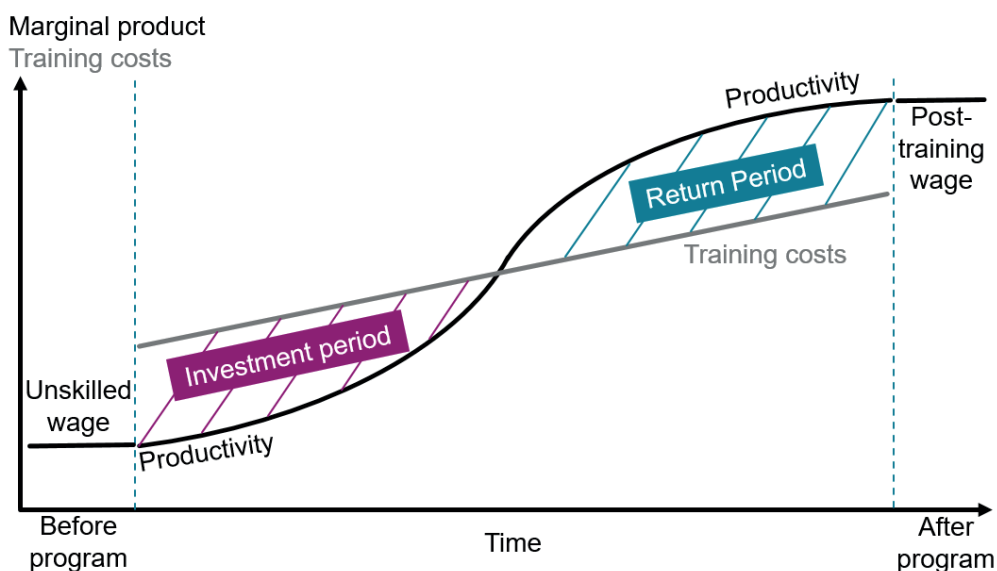 Marginal product
Training costs
Productivity
Post-
training
wage
Return Period
Training costs
Investment period
Unskilled
wage
Productivity
Before
program
Time
After
program